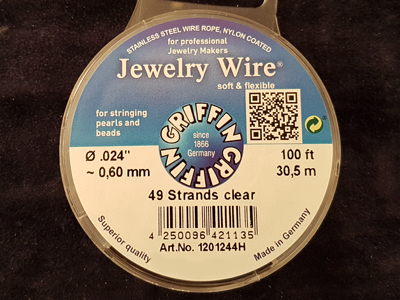 STAINLESS STEEL WIRE ROPE, NYLON COATED
for professional
Jewelry Makers
Jewelry Wire®
soft & flexible
for stringing
pearls and
beads
GRIFFIN GRIFFIN
since
1866
Germany
Ø .024"
~ 0,60 mm
100 ft
30,5 m
49 Strands clear
4 250096 421135
Art.No. 1201244H
Superior quality
Made in Germany